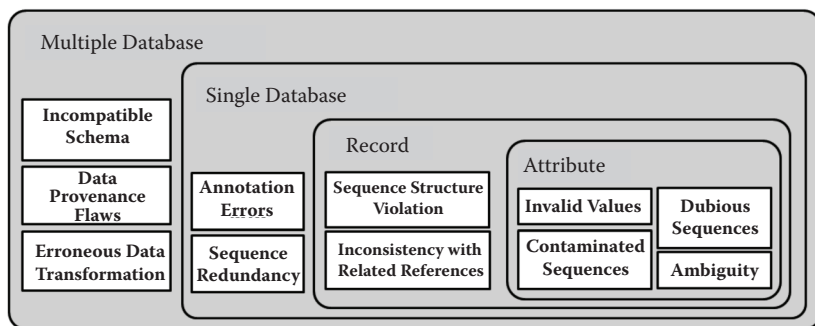 Multiple Database
Incompatible
Schema
Data
Provenance
Flaws
Erroneous Data
Transformation
Single Database
Annotation
Errors
Sequence
Redundancy
Record
Sequence Structure
Violation
Inconsistency with
Related References
Attribute
Invalid Values
Contaminated
Sequences
Dubious
Sequences
Ambiguity